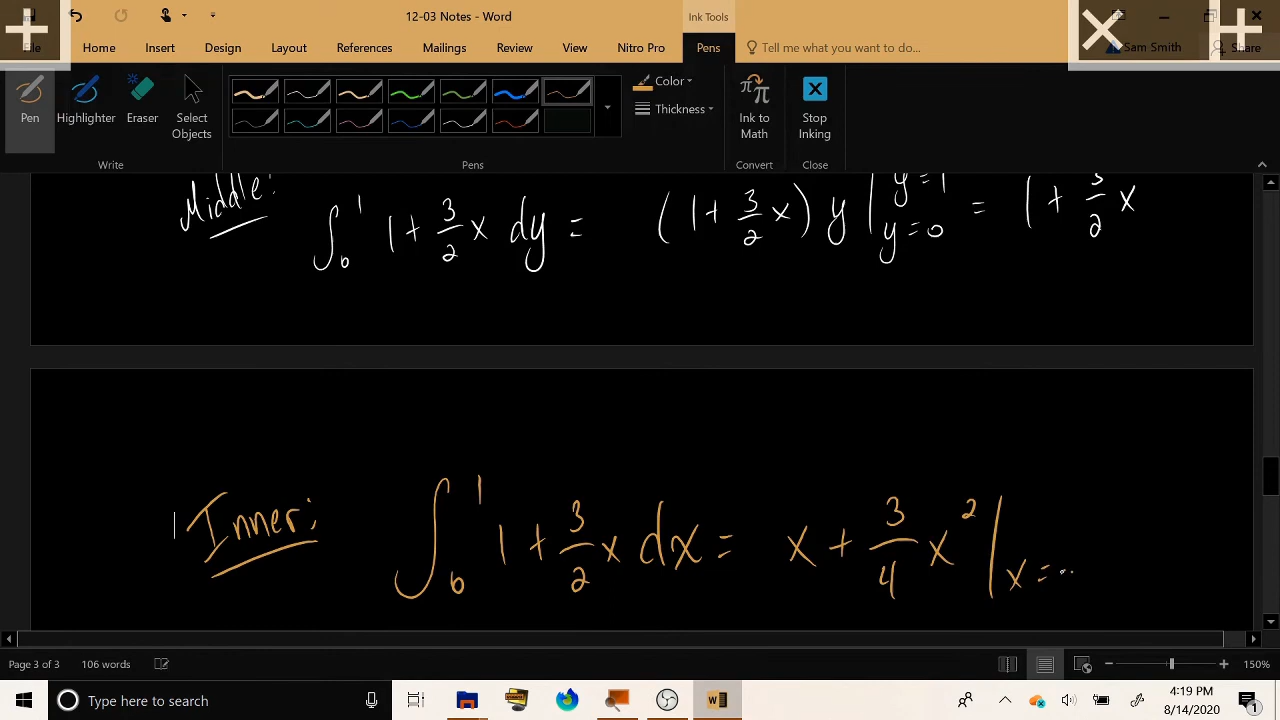 12-03 Notes - Word
Ink Tools
File Home Insert Design Layout References Mailings Review View Nitro Pro Pens Tell me what you want to do... Sam Smith Share
Pen Highlighter Eraser Select Objects Color Thickness Ink to Math Stop Inking
Write Pens Convert Close
Middle: ∫₀¹ 1 + 3/2 x dy = (1 + 3/2 x) y |_{y=0}^{y=1} = 1 + 3/2 x
Inner: ∫₀¹ 1 + 3/2 x dx = x + 3/4 x² |_{x=
Page 3 of 3 106 words 150%
Type here to search
4:19 PM
8/14/2020
1